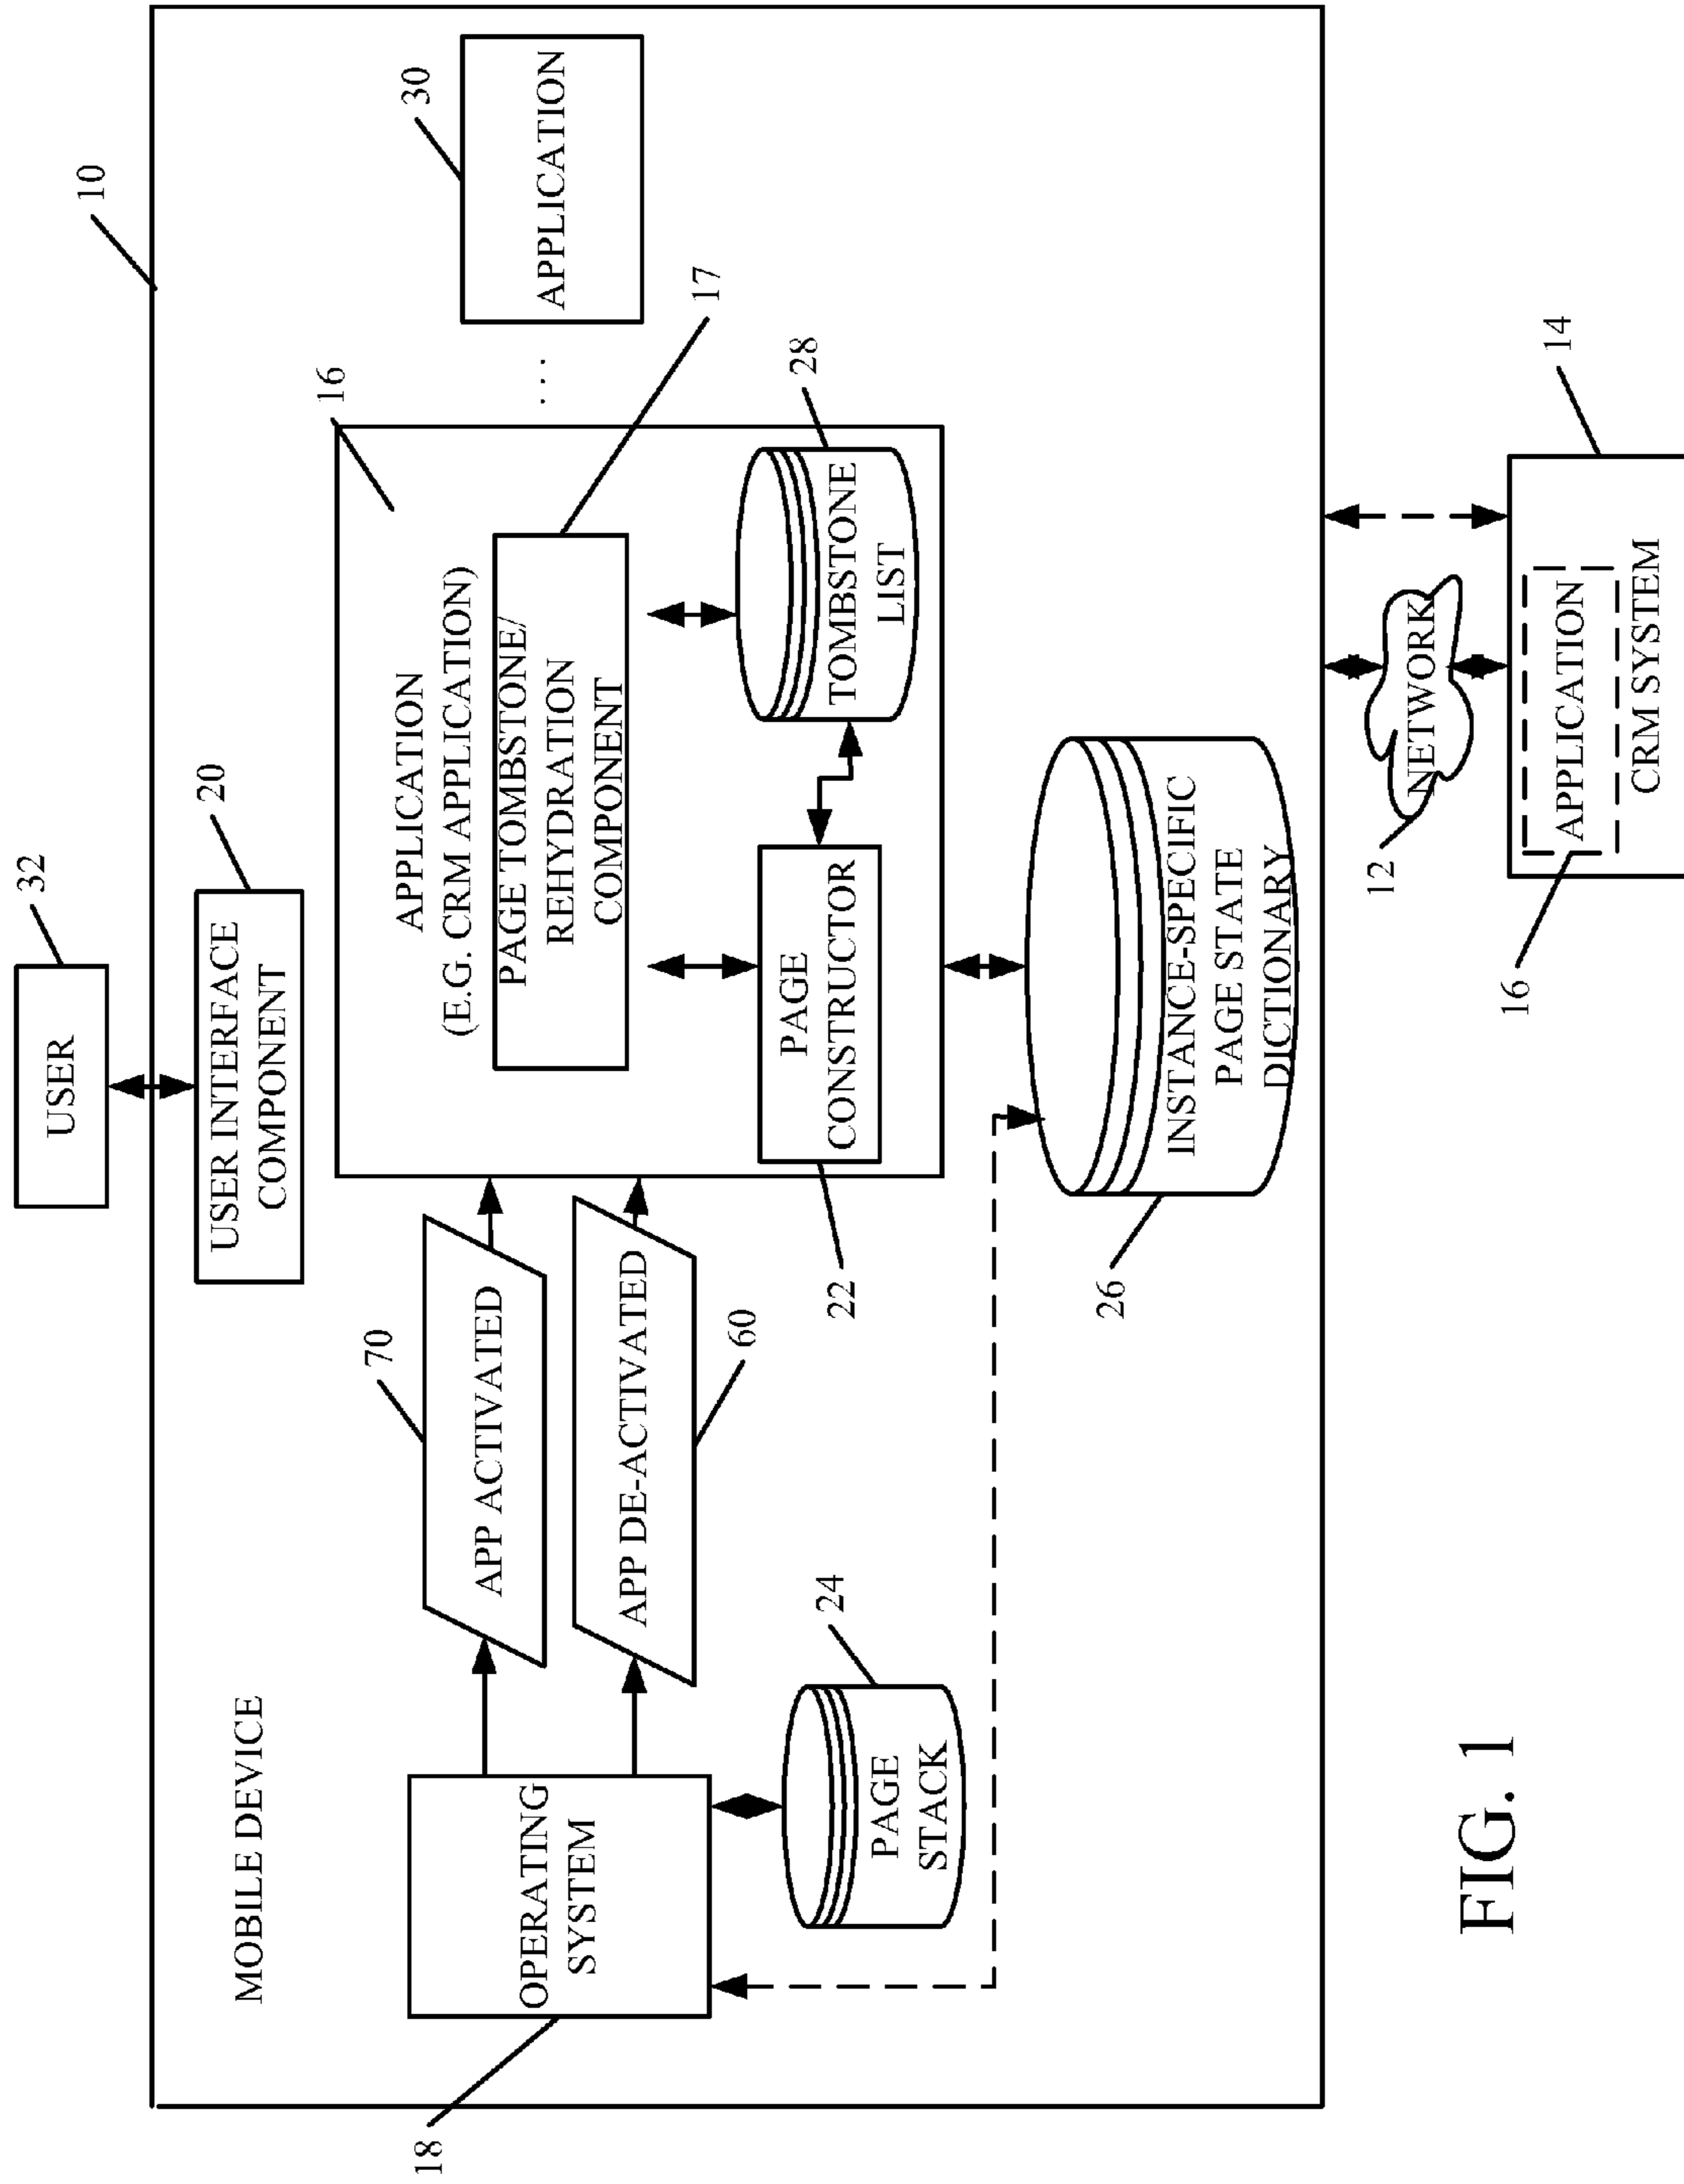 USER
32
10
USER INTERFACE
COMPONENT
20
MOBILE DEVICE
16
APPLICATION
(E.G. CRM APPLICATION)
PAGE TOMBSTONE/
REHYDRATION
COMPONENT
17
30
APPLICATION
. . .
70
APP ACTIVATED
APP DE-ACTIVATED
60
OPERATING
SYSTEM
18
PAGE
STACK
24
PAGE
CONSTRUCTOR
22
TOMBSTONE
LIST
28
INSTANCE-SPECIFIC
PAGE STATE
DICTIONARY
26
NETWORK
12
14
APPLICATION
CRM SYSTEM
16
FIG. 1